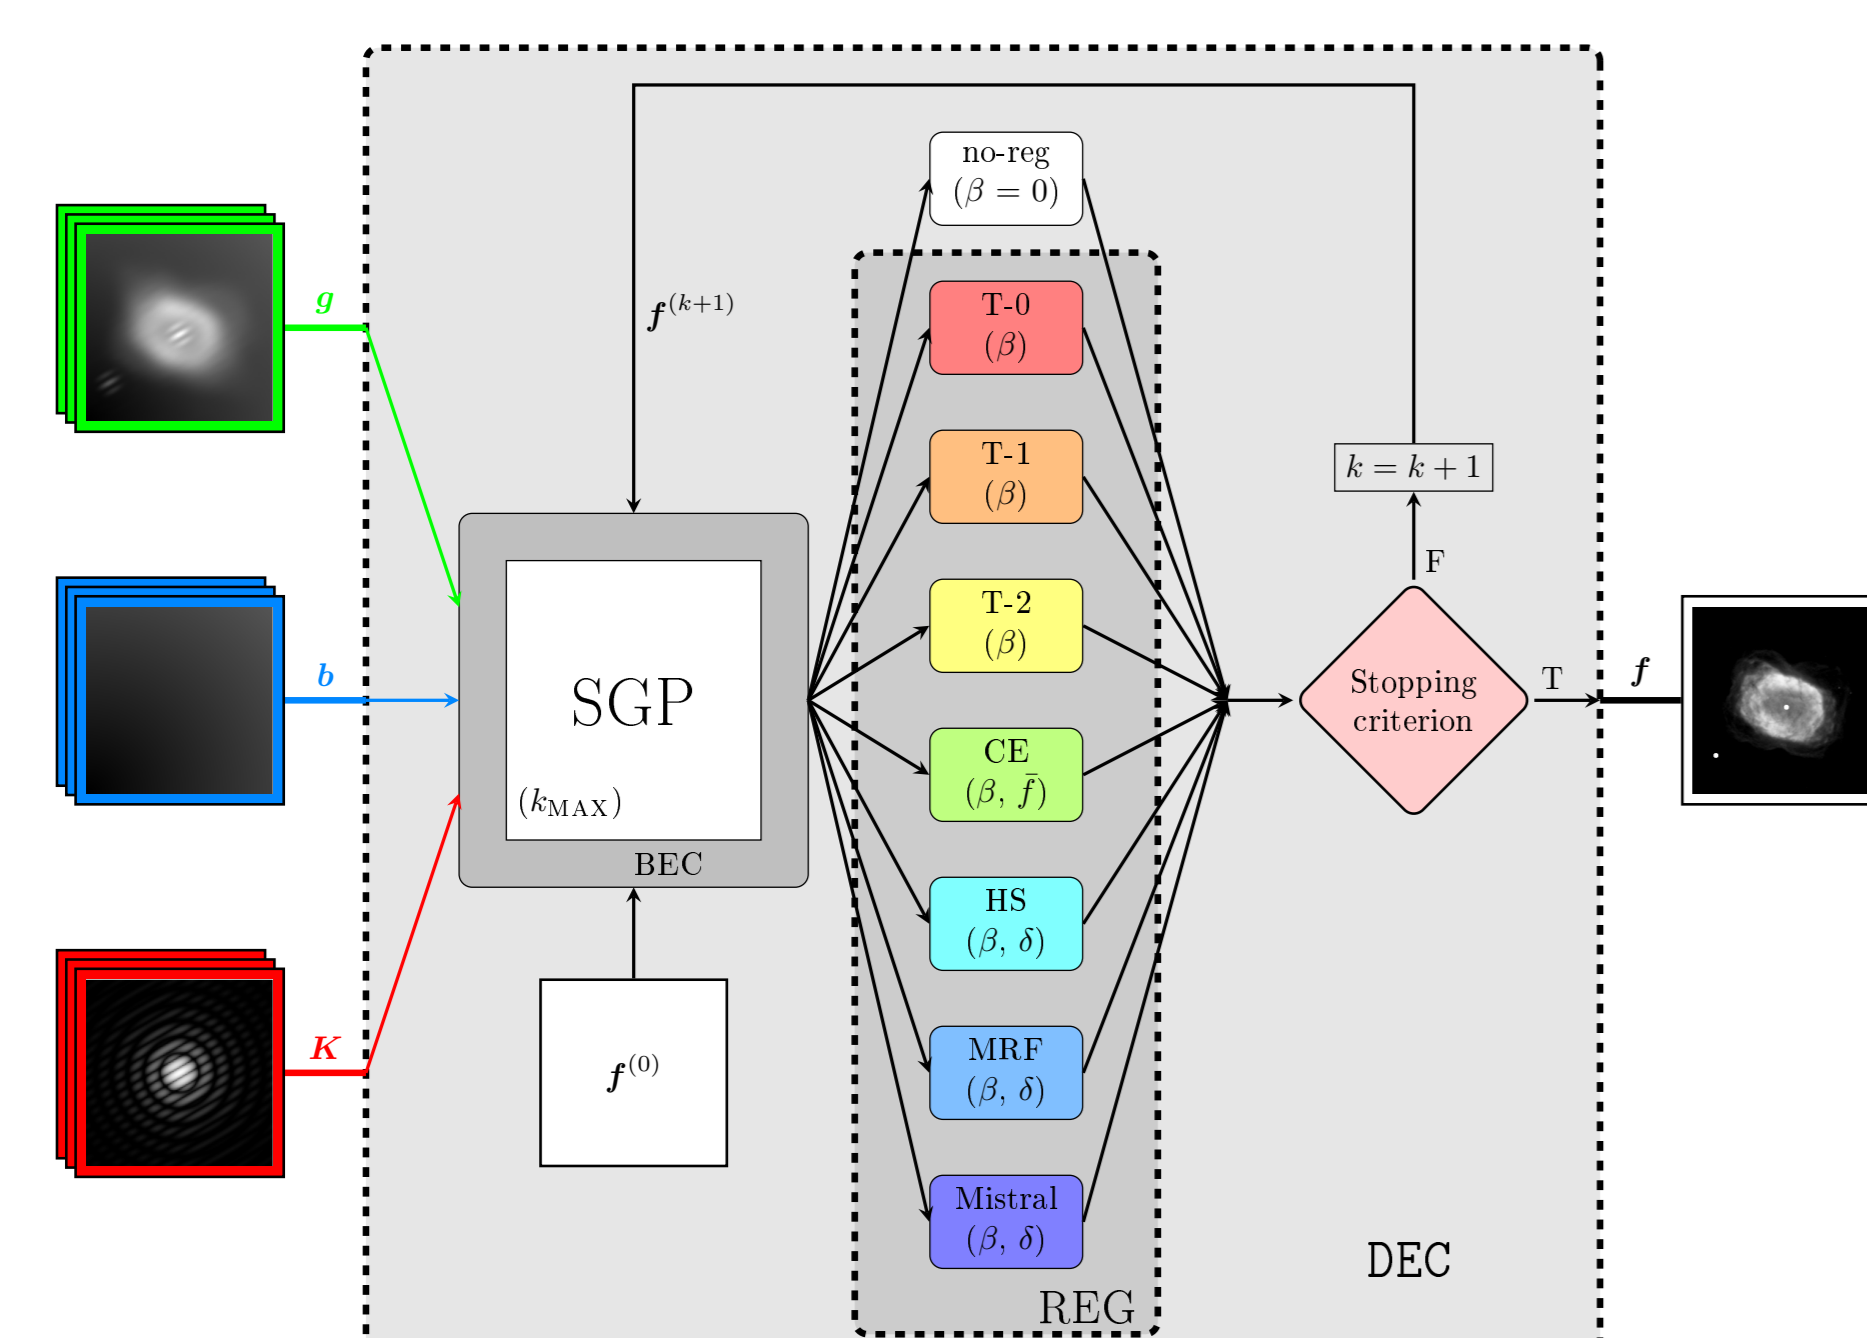 no-reg
(β = 0)
g
f^(k+1)
T-0
(β)
T-1
(β)
k = k + 1
F
T-2
(β)
b
SGP
(k_MAX)
BEC
Stopping
criterion
T
f
CE
(β, f̄)
HS
(β, δ)
K
f^(0)
MRF
(β, δ)
Mistral
(β, δ)
REG
DEC